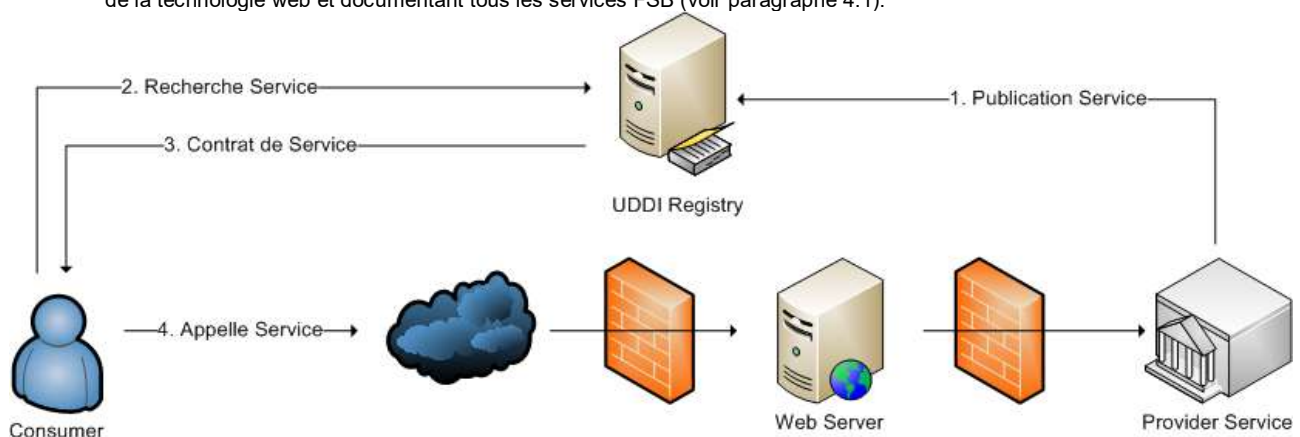 de la technologie web et documentant tous les services FSB (voir paragraphe 4.1).
2. Recherche Service
1. Publication Service
3. Contrat de Service
UDDI Registry
4. Appelle Service
Consumer
Web Server
Provider Service